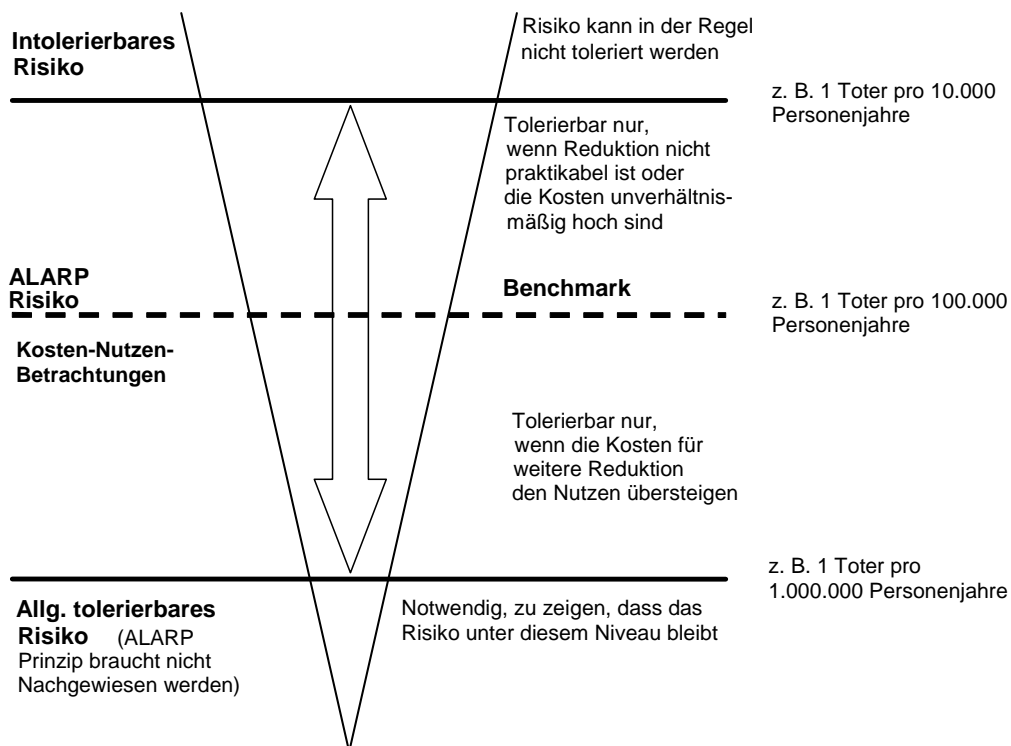 Intolerierbares
Risiko
Risiko kann in der Regel
nicht toleriert werden
z. B. 1 Toter pro 10.000
Personenjahre
Tolerierbar nur,
wenn Reduktion nicht
praktikabel ist oder
die Kosten unverhältnis-
mäßig hoch sind
ALARP
Risiko
Benchmark
z. B. 1 Toter pro 100.000
Personenjahre
Kosten-Nutzen-
Betrachtungen
Tolerierbar nur,
wenn die Kosten für
weitere Reduktion
den Nutzen übersteigen
z. B. 1 Toter pro
1.000.000 Personenjahre
Allg. tolerierbares
Risiko (ALARP
Prinzip braucht nicht
Nachgewiesen werden)
Notwendig, zu zeigen, dass das
Risiko unter diesem Niveau bleibt